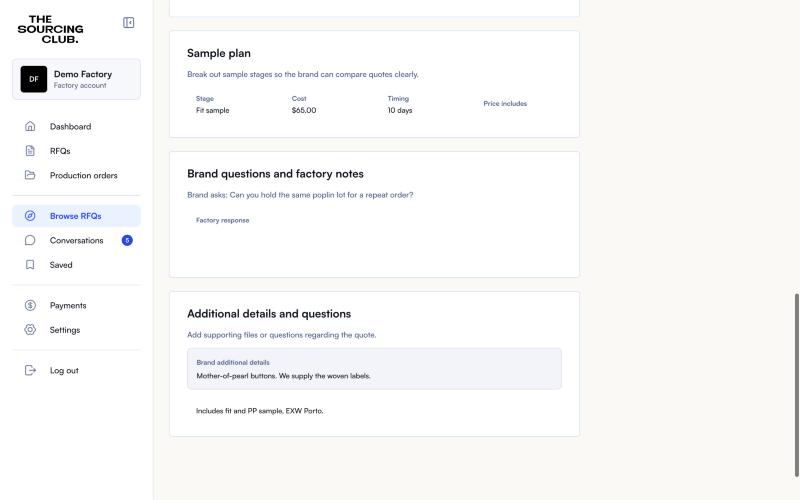 THE
SOURCING
CLUB.
DF
Demo Factory
Factory account
Dashboard
RFQs
Production orders
Browse RFQs
Conversations 5
Saved
Payments
Settings
Log out
Sample plan
Break out sample stages so the brand can compare quotes clearly.
Stage Cost Timing Price includes
Fit sample $65,00 10 days
Brand questions and factory notes
Brand asks: Can you hold the same poplin lot for a repeat order?
Factory response
Additional details and questions
Add supporting files or questions regarding the quote.
Brand additional details
Mother-of-pearl buttons. We supply the woven labels.
Includes fit and PP sample, EXW Porto.